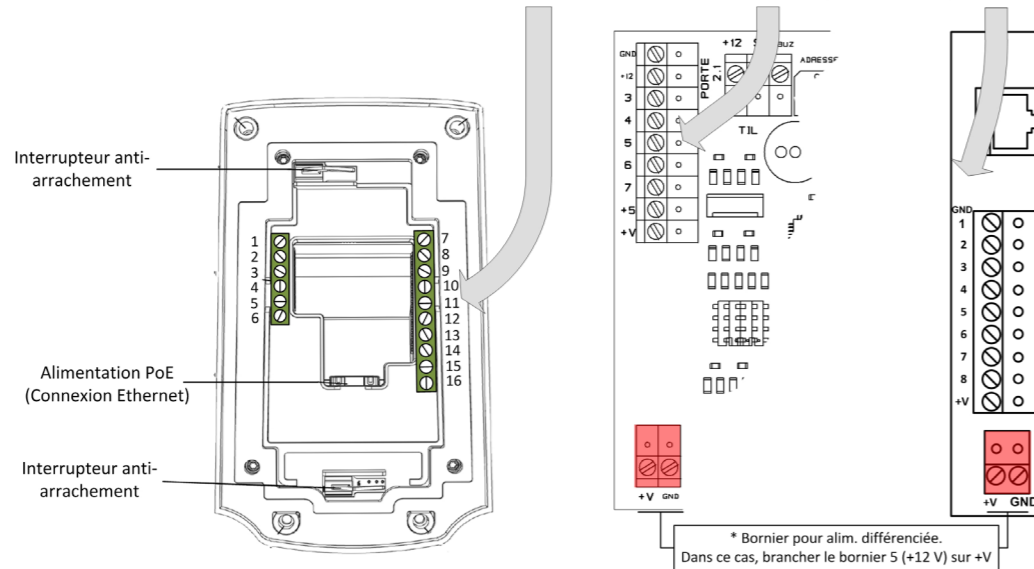 Interrupteur anti-
arrachement
1
2
3
4
5
6
7
8
9
10
11
12
13
14
15
16
Alimentation PoE
(Connexion Ethernet)
Interrupteur anti-
arrachement
+12
BUZ
ADRESSE
GND
+12
3
4
5
6
7
+5
+V
PORTE
2.1
TIL
+V GND
GND
1
2
3
4
5
6
7
8
+V
+V GND
* Bornier pour alim. différenciée.
Dans ce cas, brancher le bornier 5 (+12 V) sur +V